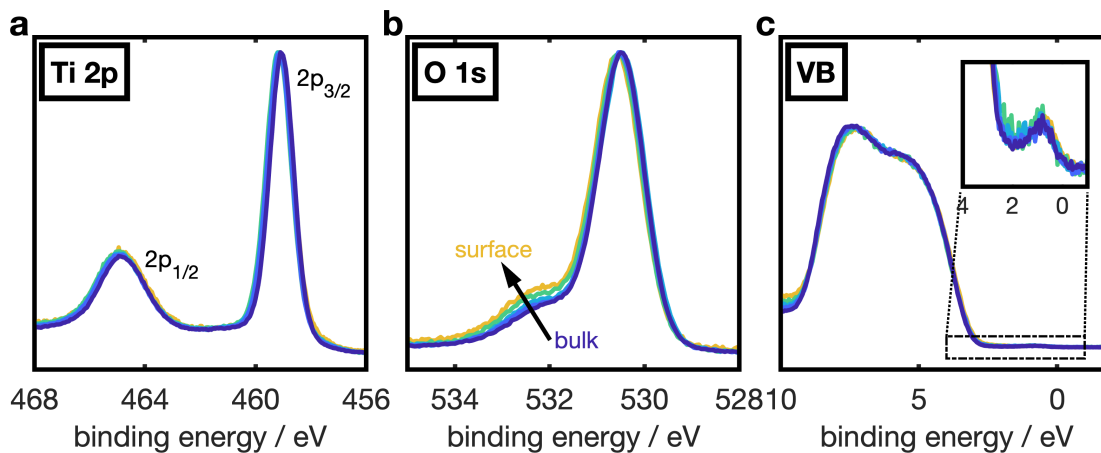 a
Ti 2p
2p3/2
2p1/2
468 464 460 456
binding energy / eV
b
O 1s
surface
bulk
534 532 530 528
binding energy / eV
c
VB
4 2 0
10 5 0
binding energy / eV